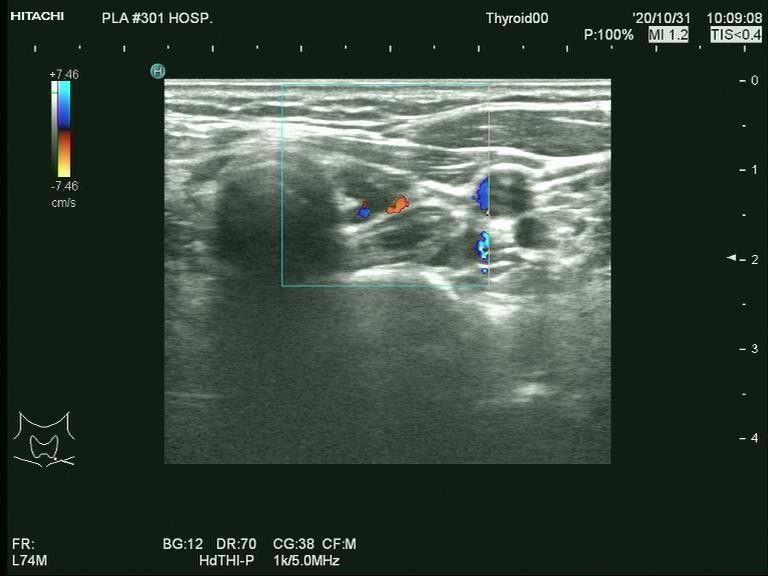 HITACHI PLA #301 HOSP. Thyroid00 '20/10/31 10:09:08
P:100% MI 1.2 TIS<0.4
+7.46
-7.46
cm/s
H
0
1
2
3
4
FR: BG:12 DR:70 CG:38 CF:M
L74M HdTHI-P 1k/5.0MHz